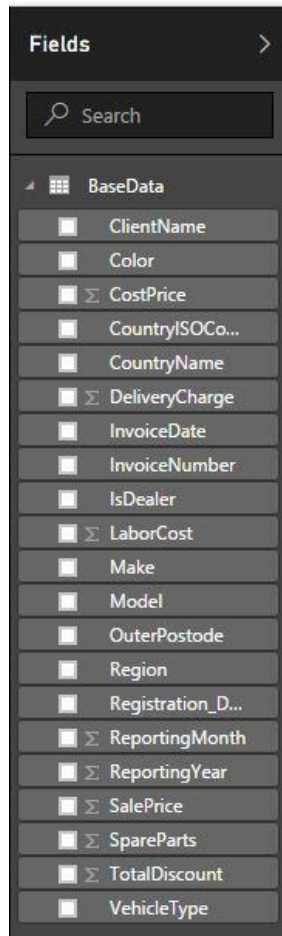 Fields
Search
BaseData
ClientName
Color
Σ CostPrice
CountryISOCo...
CountryName
Σ DeliveryCharge
InvoiceDate
InvoiceNumber
IsDealer
Σ LaborCost
Make
Model
OuterPostode
Region
Registration_D...
Σ ReportingMonth
Σ ReportingYear
Σ SalePrice
Σ SpareParts
Σ TotalDiscount
VehicleType